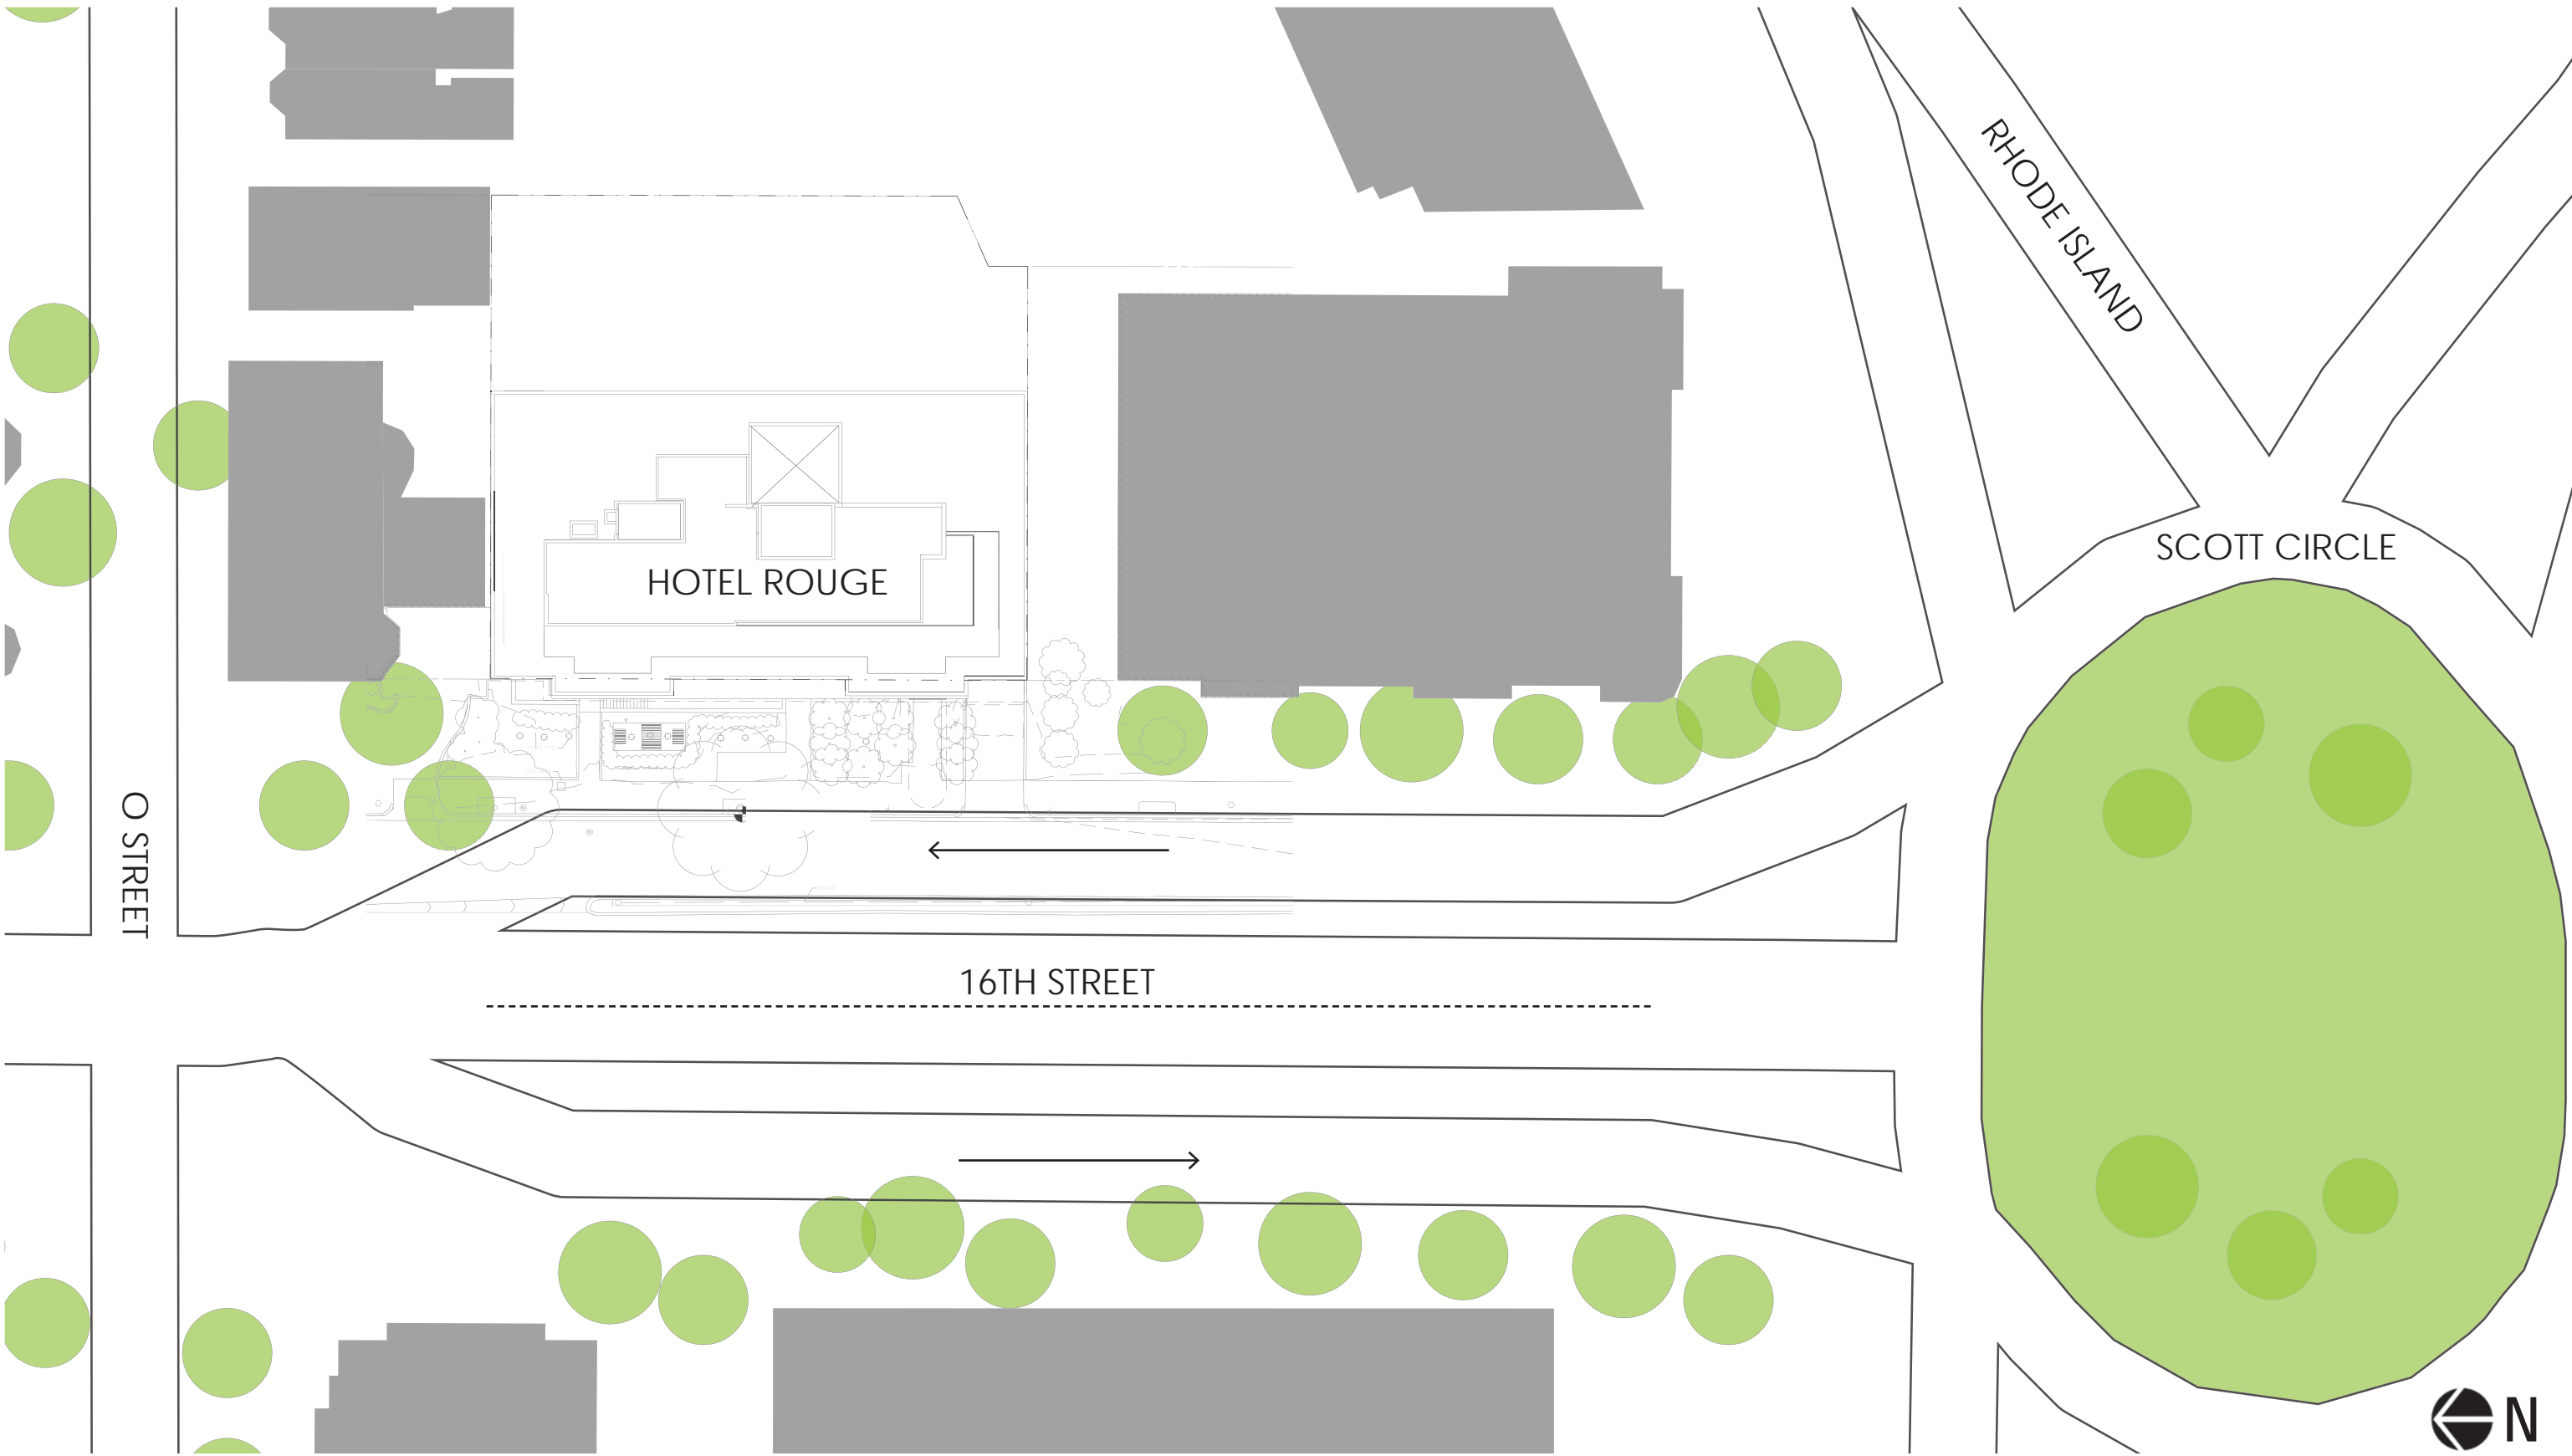 RHODE ISLAND
SCOTT CIRCLE
HOTEL ROUGE
O STREET
16TH STREET
N